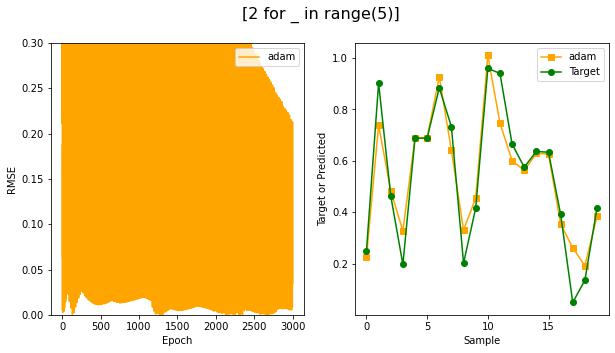 [2 for _ in range(5)]
adam
RMSE
0.30
0.25
0.20
0.15
0.10
0.05
0.00
0
500
1000
1500
2000
2500
3000
Epoch
adam
Target
Target or Predicted
1.0
0.8
0.6
0.4
0.2
0
5
10
15
Sample